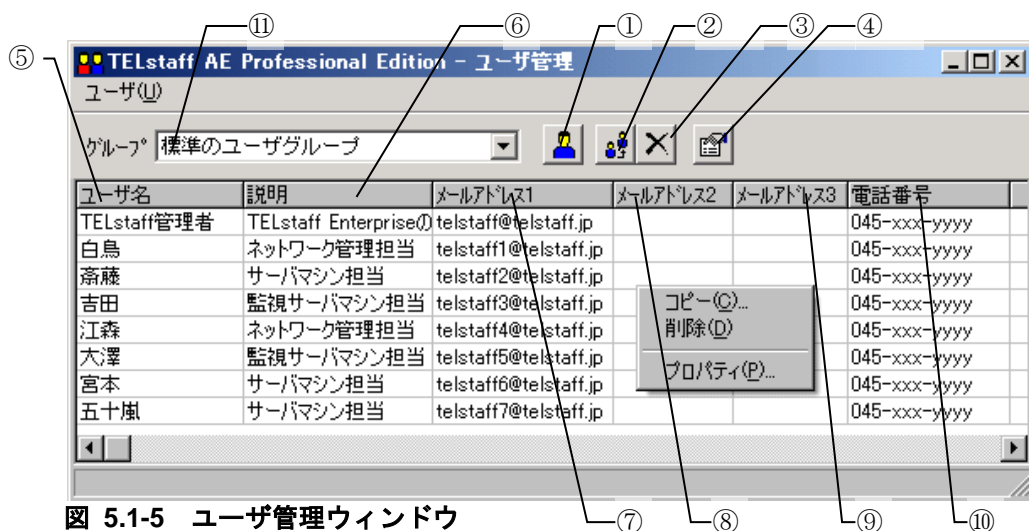 ⑪ ⑥ ① ② ③ ④
⑤
TELstaff AE Professional Edition - ユーザ管理
ユーザ(U)
グループ 標準のユーザグループ
ユーザ名 説明 メールアドレス1 メールアドレス2 メールアドレス3 電話番号
TELstaff管理者 TELstaff Enterpriseの telstaff@telstaff.jp 045-xxx-yyyy
白鳥 ネットワーク管理担当 telstaff1@telstaff.jp 045-xxx-yyyy
斎藤 サーバマシン担当 telstaff2@telstaff.jp 045-xxx-yyyy
吉田 監視サーバマシン担当 telstaff3@telstaff.jp 045-xxx-yyyy
江森 ネットワーク管理担当 telstaff4@telstaff.jp 045-xxx-yyyy
大澤 監視サーバマシン担当 telstaff5@telstaff.jp 045-xxx-yyyy
宮本 サーバマシン担当 telstaff6@telstaff.jp 045-xxx-yyyy
五十嵐 サーバマシン担当 telstaff7@telstaff.jp 045-xxx-yyyy
コピー(C)...
削除(D)
プロパティ(P)...
図 5.1-5 ユーザ管理ウィンドウ
⑦ ⑧ ⑨ ⑩